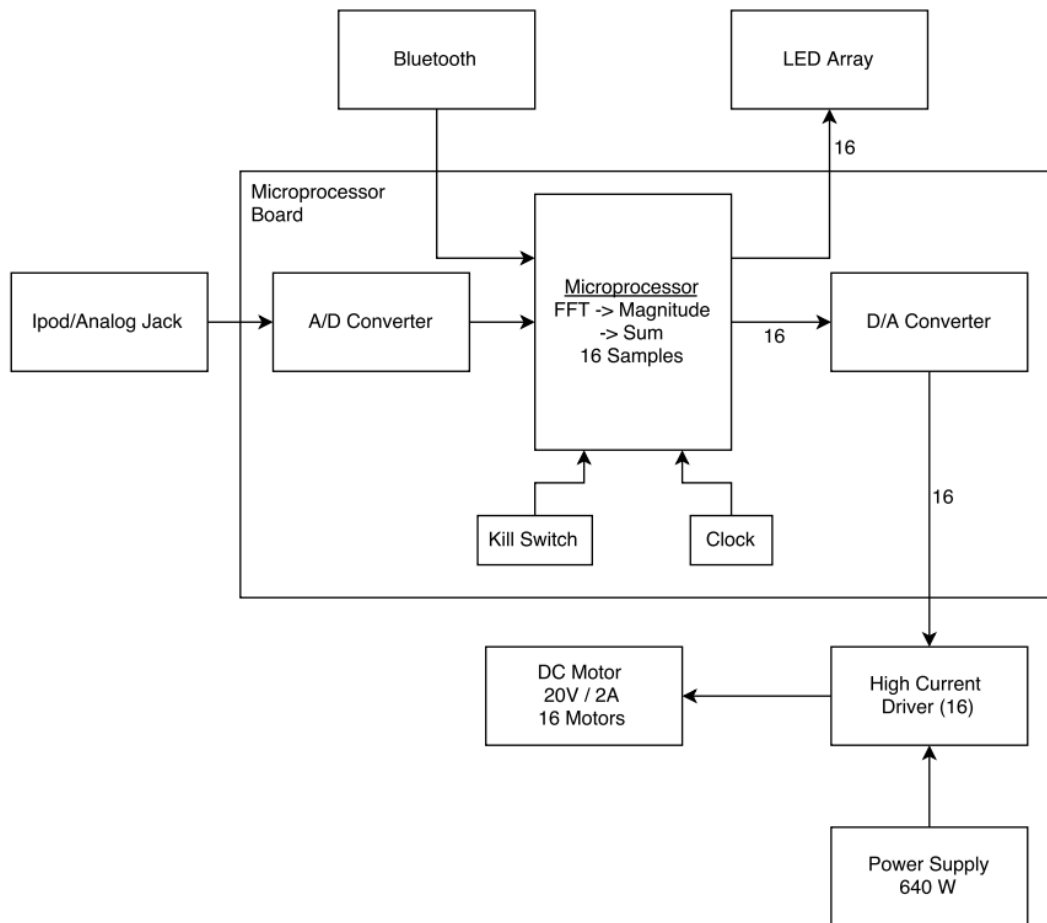 Bluetooth
LED Array
16
Microprocessor
Board
Ipod/Analog Jack
A/D Converter
Microprocessor
FFT -> Magnitude
-> Sum
16 Samples
16
D/A Converter
Kill Switch
Clock
16
DC Motor
20V / 2A
16 Motors
High Current
Driver (16)
Power Supply
640 W